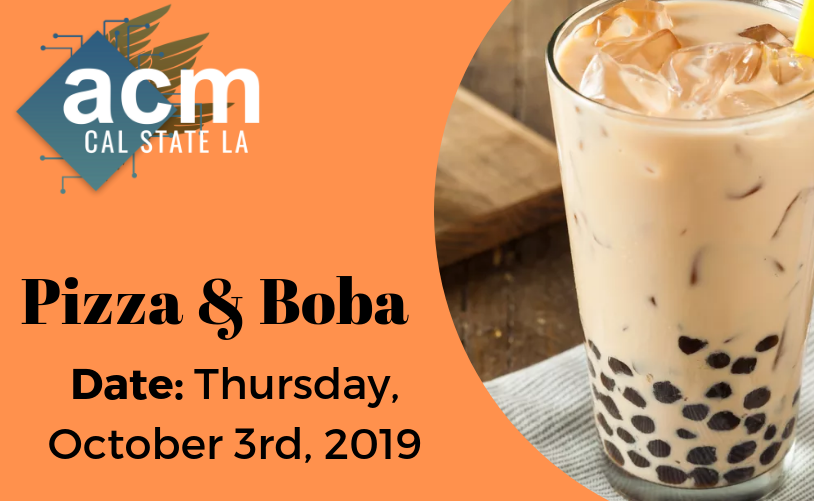 acm
CAL STATE LA
Pizza & Boba
Date: Thursday,
October 3rd, 2019